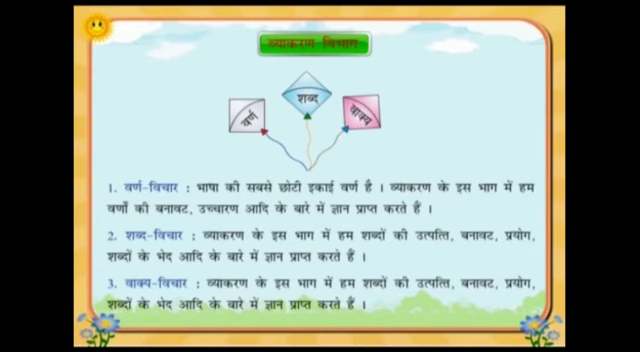 व्याकरण विभाग
वर्ण
शब्द
वाक्य
1. वर्ण-विचार : भाषा की सबसे छोटी इकाई वर्ण है । व्याकरण के इस भाग में हम
वर्णों की बनावट, उच्चारण आदि के बारे में ज्ञान प्राप्त करते हैं ।
2. शब्द-विचार : व्याकरण के इस भाग में हम शब्दों की उत्पत्ति, बनावट, प्रयोग,
शब्दों के भेद आदि के बारे में ज्ञान प्राप्त करते हैं ।
3. वाक्य-विचार : व्याकरण के इस भाग में हम शब्दों की उत्पत्ति, बनावट, प्रयोग,
शब्दों के भेद आदि के बारे में ज्ञान प्राप्त करते हैं ।